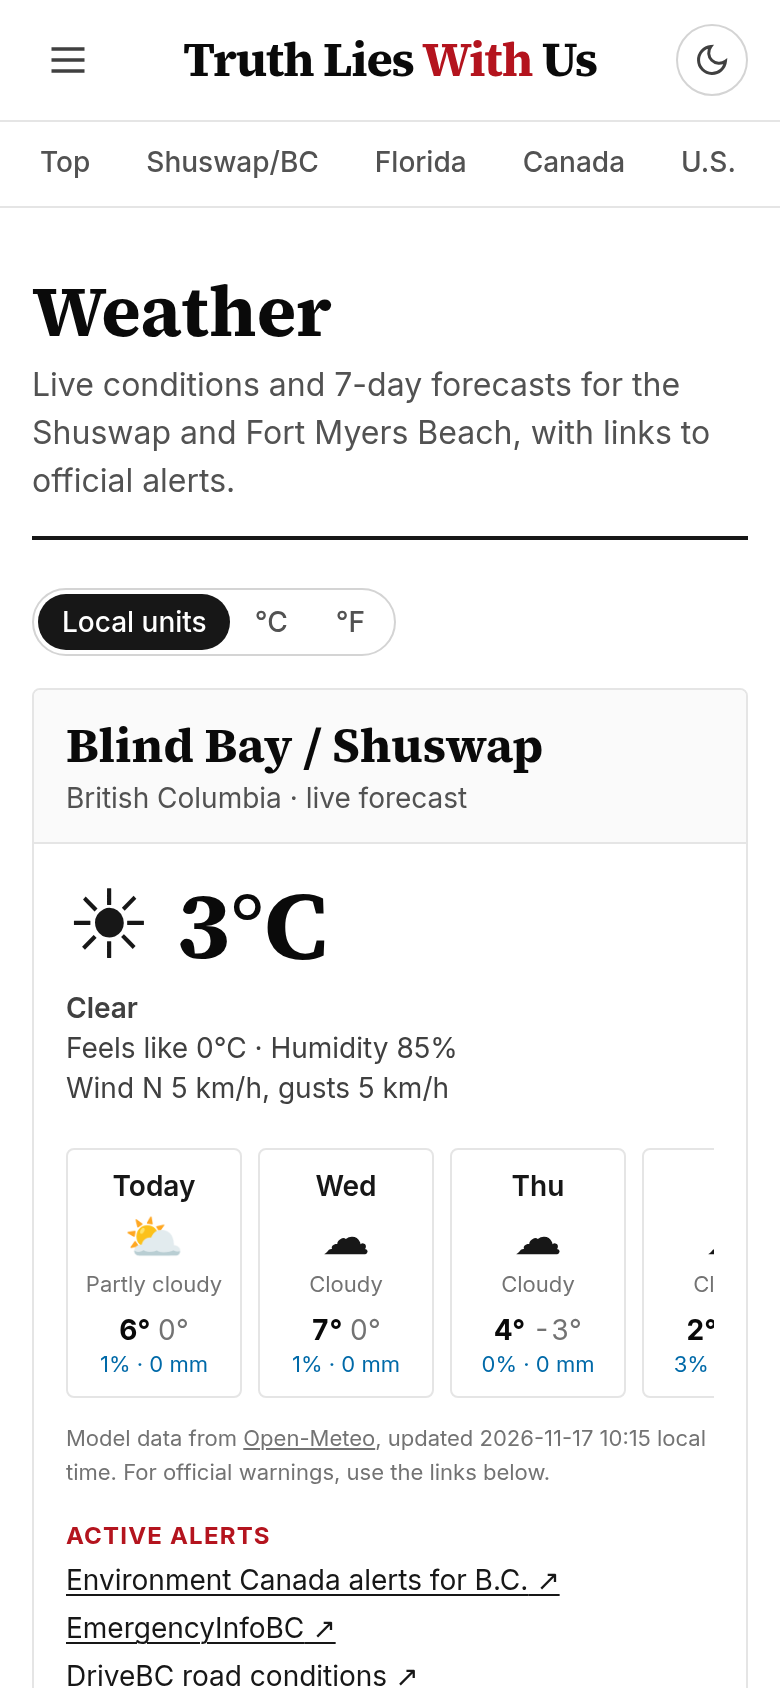 Truth Lies With Us
Top Shuswap/BC Florida Canada U.S.
Weather
Live conditions and 7-day forecasts for the
Shuswap and Fort Myers Beach, with links to
official alerts.
Local units °C °F
Blind Bay / Shuswap
British Columbia · live forecast
3°C
Clear
Feels like 0°C · Humidity 85%
Wind N 5 km/h, gusts 5 km/h
Today Wed Thu
Partly cloudy Cloudy Cloudy Cl
6° 0° 7° 0° 4° -3° 2°
1% · 0 mm 1% · 0 mm 0% · 0 mm 3%
Model data from Open-Meteo, updated 2026-11-17 10:15 local
time. For official warnings, use the links below.
ACTIVE ALERTS
Environment Canada alerts for B.C. ↗
EmergencyInfoBC ↗
DriveBC road conditions ↗